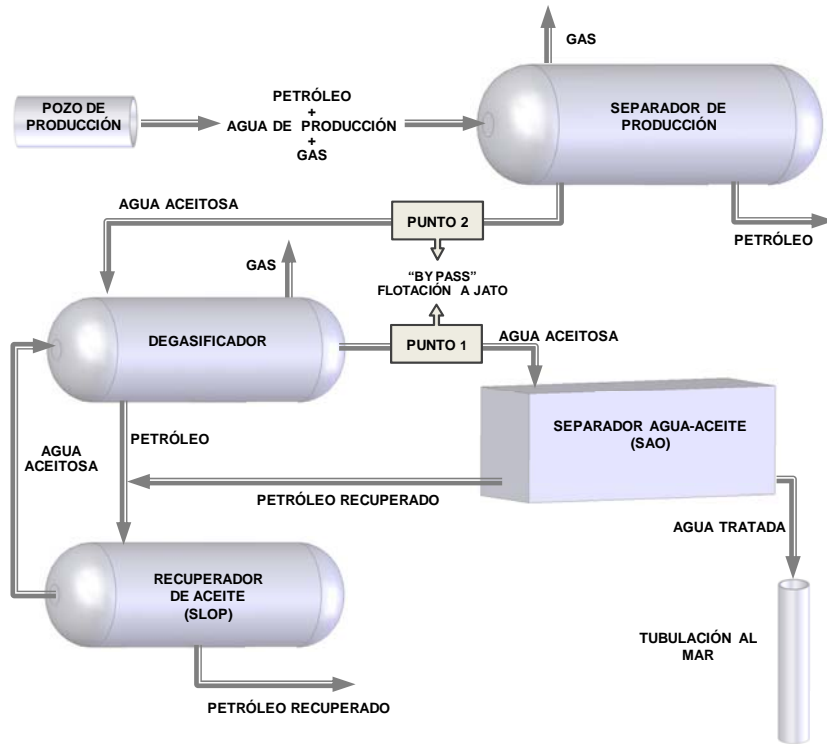 GAS
POZO DE
PRODUCCIÓN
PETRÓLEO
+
AGUA DE PRODUCCIÓN
+
GAS
SEPARADOR DE
PRODUCCIÓN
AGUA ACEITOSA
PUNTO 2
PETRÓLEO
GAS
“BY PASS”
FLOTACIÓN A JATO
DEGASIFICADOR
PUNTO 1
AGUA ACEITOSA
SEPARADOR AGUA-ACEITE
(SAO)
AGUA
ACEITOSA
PETRÓLEO
PETRÓLEO RECUPERADO
AGUA TRATADA
RECUPERADOR
DE ACEITE
(SLOP)
TUBULACIÓN AL
MAR
PETRÓLEO RECUPERADO